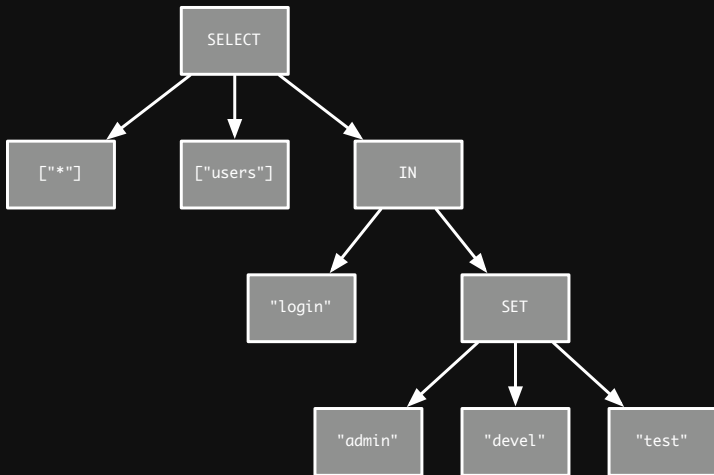 SELECT
["*"]
["users"]
IN
"login"
SET
"admin"
"devel"
"test"